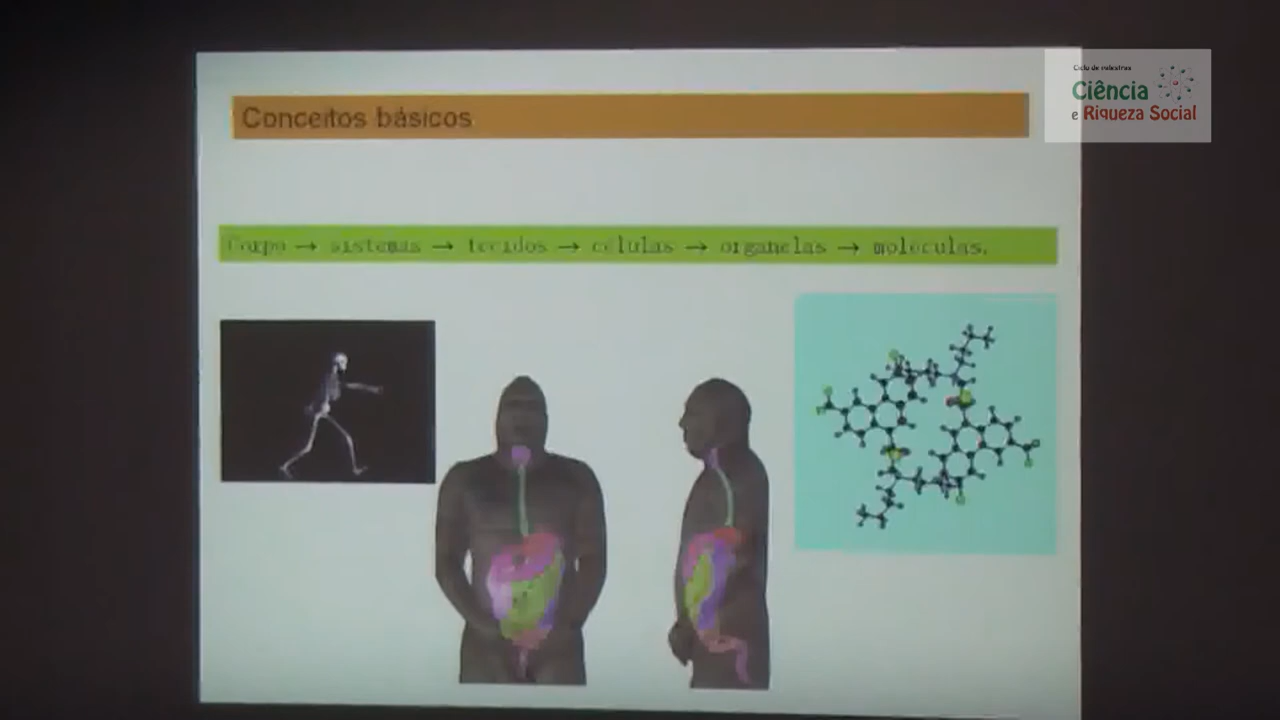 Ciclo de palestras
Ciência
e Riqueza Social
Conceitos básicos
Corpo → sistemas → tecidos → células → organelas → moléculas.